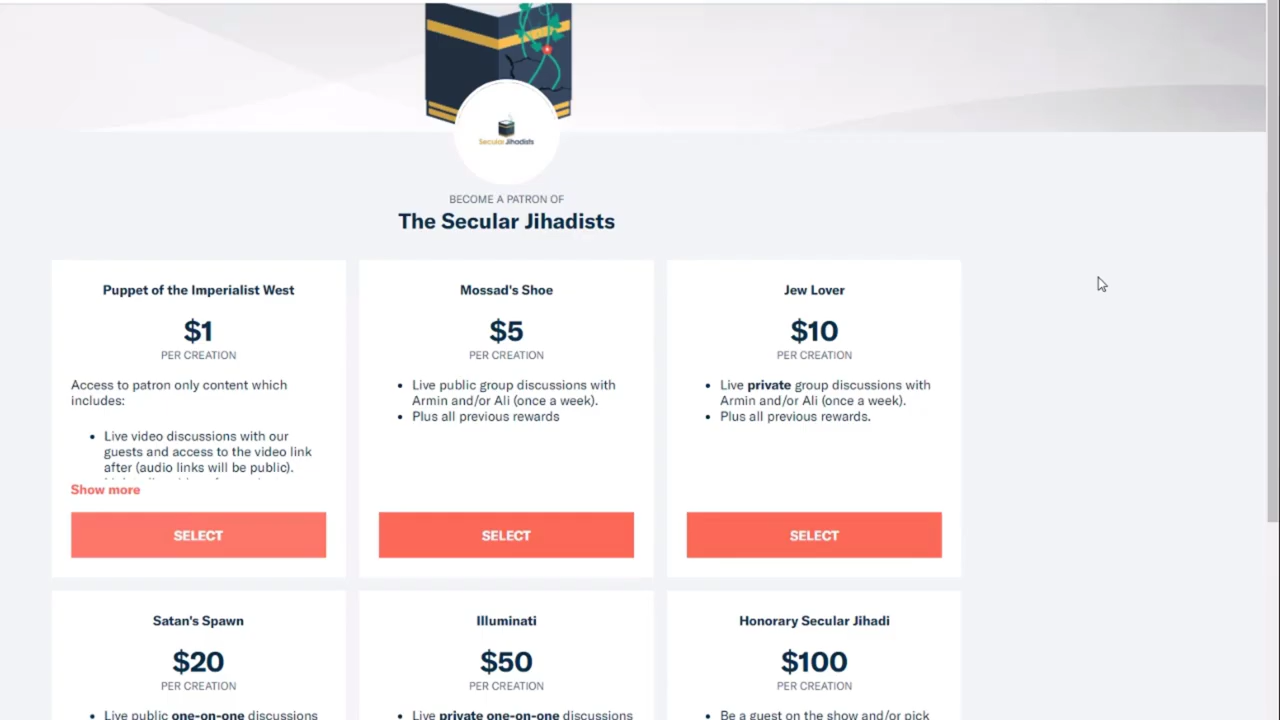 Secular Jihadists
BECOME A PATRON OF
The Secular Jihadists
Puppet of the Imperialist West
$1
PER CREATION
Access to patron only content which
includes:
• Live video discussions with our
guests and access to the video link
after (audio links will be public).
Show more
SELECT
Mossad's Shoe
$5
PER CREATION
• Live public group discussions with
Armin and/or Ali (once a week).
• Plus all previous rewards
SELECT
Jew Lover
$10
PER CREATION
• Live private group discussions with
Armin and/or Ali (once a week).
• Plus all previous rewards.
SELECT
Satan's Spawn
$20
PER CREATION
• Live public one-on-one discussions
Illuminati
$50
PER CREATION
• Live private one-on-one discussions
Honorary Secular Jihadi
$100
PER CREATION
• Be a guest on the show and/or pick